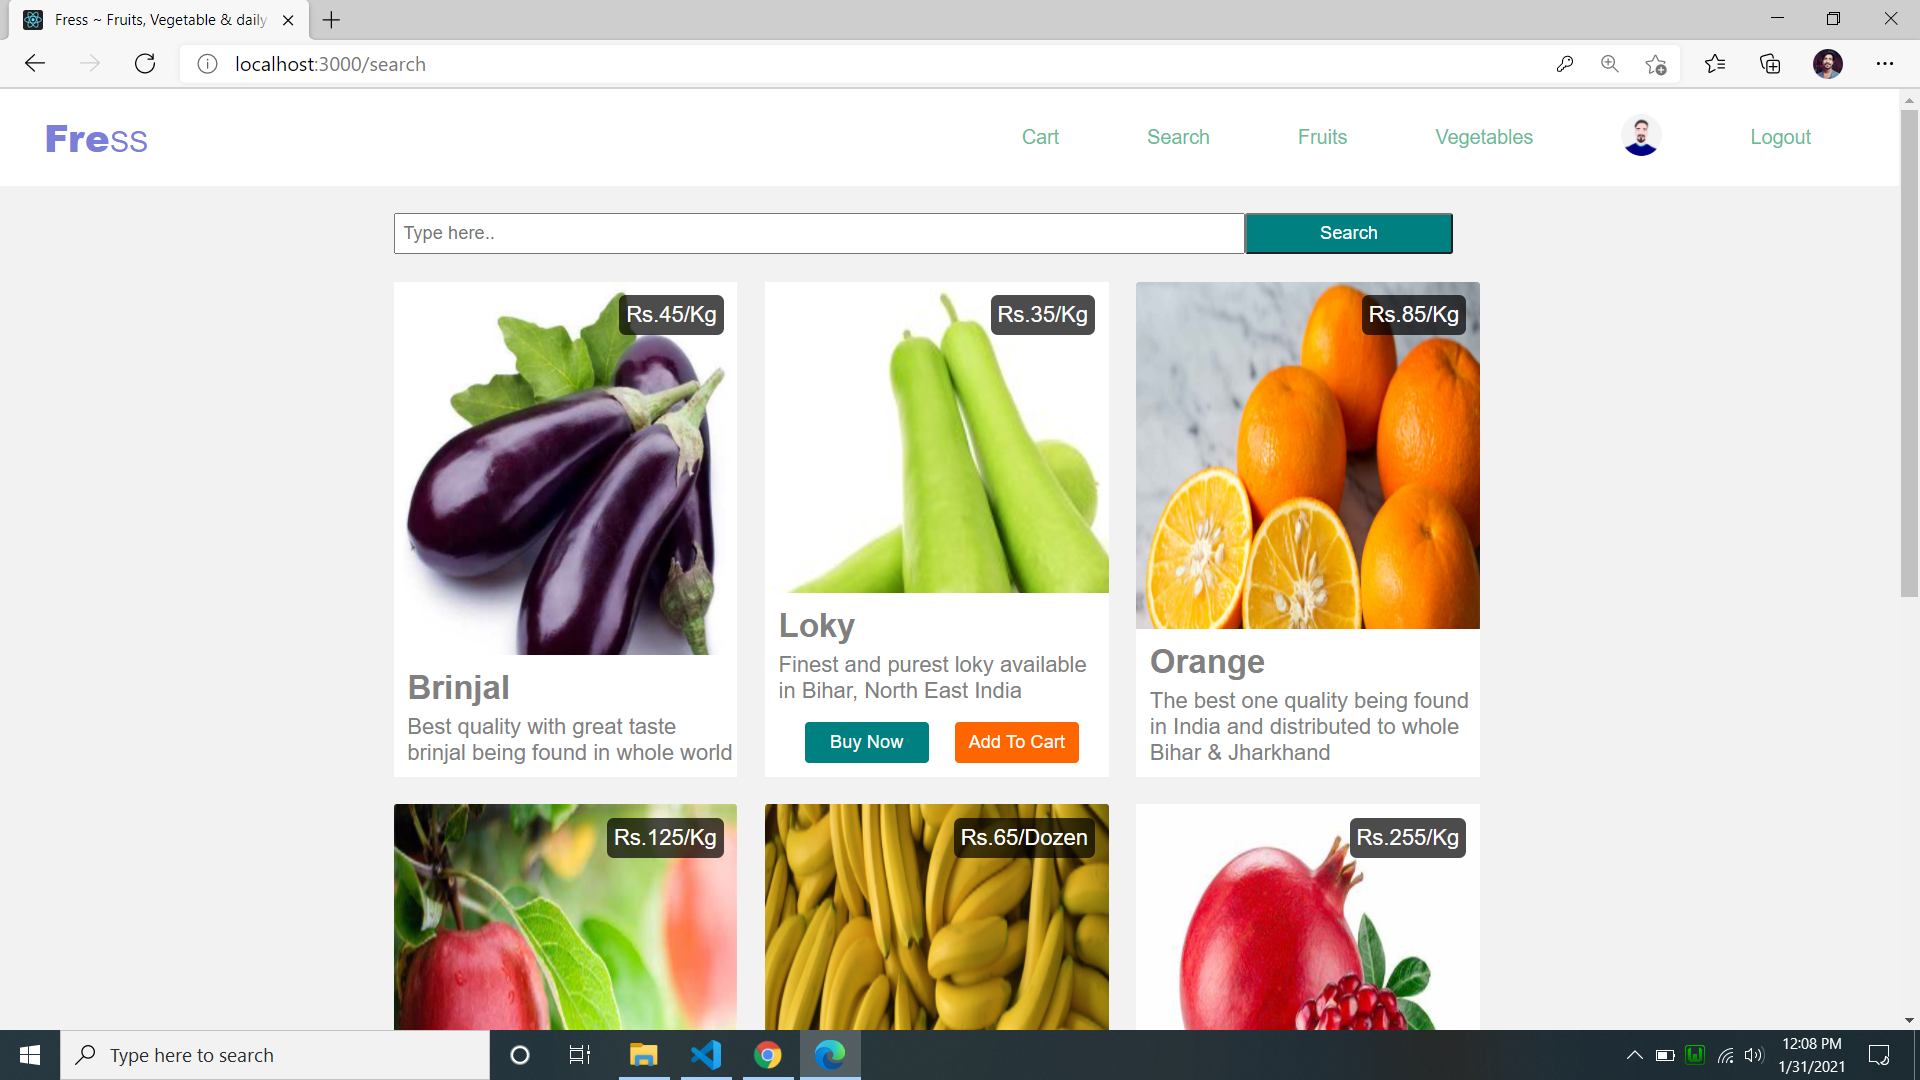 Fress ~ Fruits, Vegetable & daily
localhost:3000/search
Fress
Cart
Search
Fruits
Vegetables
Logout
Type here..
Search
Rs.45/Kg
Brinjal
Best quality with great taste
brinjal being found in whole world
Rs.35/Kg
Loky
Finest and purest loky available
in Bihar, North East India
Buy Now
Add To Cart
Rs.85/Kg
Orange
The best one quality being found
in India and distributed to whole
Bihar & Jharkhand
Rs.125/Kg
Rs.65/Dozen
Rs.255/Kg
Type here to search
12:08 PM
1/31/2021